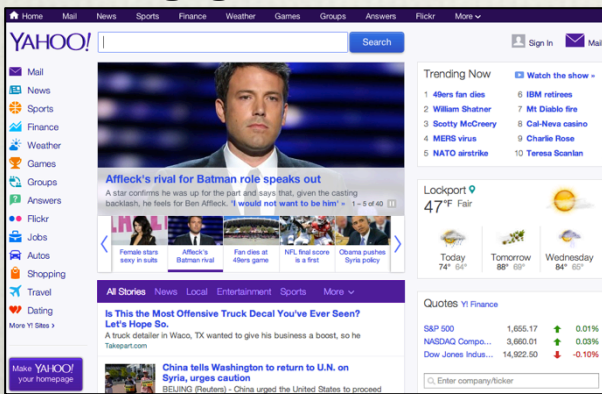 Home Mail News Sports Finance Weather Games Groups Answers Flickr More
YAHOO!
Search
Sign In Mail
Mail
News
Sports
Finance
Weather
Games
Groups
Answers
Flickr
Jobs
Autos
Shopping
Travel
Dating
More Y! Sites >
Make YAHOO!
your homepage
Affleck's rival for Batman role speaks out
A star confirms he was up for the part and says that, given the casting
backlash, he feels for Ben Affleck. 'I would not want to be him' » 1 – 5 of 40
Female stars
sexy in suits
Affleck's
Batman rival
Fan dies at
49ers game
NFL final score
is a first
Obama pushes
Syria policy
All Stories News Local Entertainment Sports More
Is This the Most Offensive Truck Decal You've Ever Seen?
Let's Hope So.
A truck detailer in Waco, TX wanted to give his business a boost, so he
Takepart.com
China tells Washington to return to U.N. on
Syria, urges caution
BEIJING (Reuters) - China urged the United States to proceed
Trending Now
Watch the show »
1 49ers fan dies
2 William Shatner
3 Scotty McCreery
4 MERS virus
5 NATO airstrike
6 IBM retirees
7 Mt Diablo fire
8 Cal-Neva casino
9 Charlie Rose
10 Teresa Scanlan
Lockport
47°F Fair
Today
74° 64°
Tomorrow
88° 69°
Wednesday
84° 65°
Quotes Y! Finance
S&P 500 1,655.17 0.01%
NASDAQ Compo... 3,660.01 0.03%
Dow Jones Indus... 14,922.50 -0.10%
Enter company/ticker